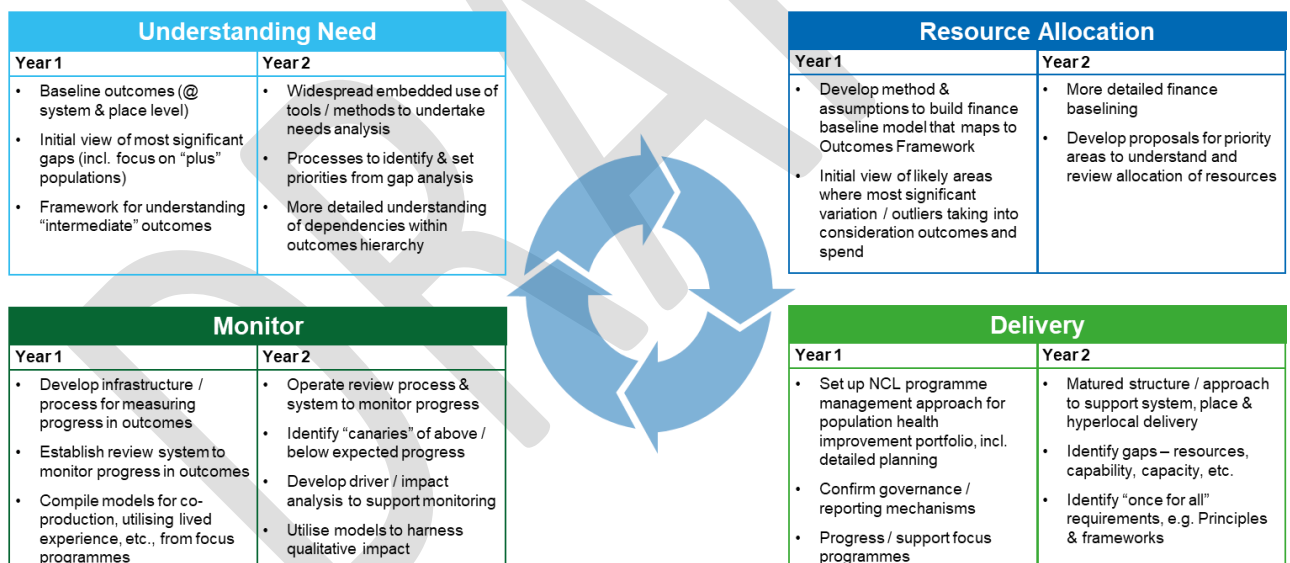 Understanding Need
Year 1
• Baseline outcomes (@
system & place level)
• Initial view of most significant
gaps (incl. focus on “plus”
populations)
• Framework for understanding
“intermediate” outcomes
Year 2
• Widespread embedded use of
tools / methods to undertake
needs analysis
• Processes to identify & set
priorities from gap analysis
• More detailed understanding
of dependencies within
outcomes hierarchy
Resource Allocation
Year 1
• Develop method &
assumptions to build finance
baseline model that maps to
Outcomes Framework
• Initial view of likely areas
where most significant
variation / outliers taking into
consideration outcomes and
spend
Year 2
• More detailed finance
baselining
• Develop proposals for priority
areas to understand and
review allocation of resources
Monitor
Year 1
• Develop infrastructure /
process for measuring
progress in outcomes
• Establish review system to
monitor progress in outcomes
• Compile models for co-
production, utilising lived
experience, etc., from focus
programmes
Year 2
• Operate review process &
system to monitor progress
• Identify “canaries” of above /
below expected progress
• Develop driver / impact
analysis to support monitoring
• Utilise models to harness
qualitative impact
Delivery
Year 1
• Set up NCL programme
management approach for
population health
improvement portfolio, incl.
detailed planning
• Confirm governance /
reporting mechanisms
• Progress / support focus
programmes
Year 2
• Matured structure / approach
to support system, place &
hyperlocal delivery
• Identify gaps – resources,
capability, capacity, etc.
• Identify “once for all”
requirements, e.g. Principles
& frameworks